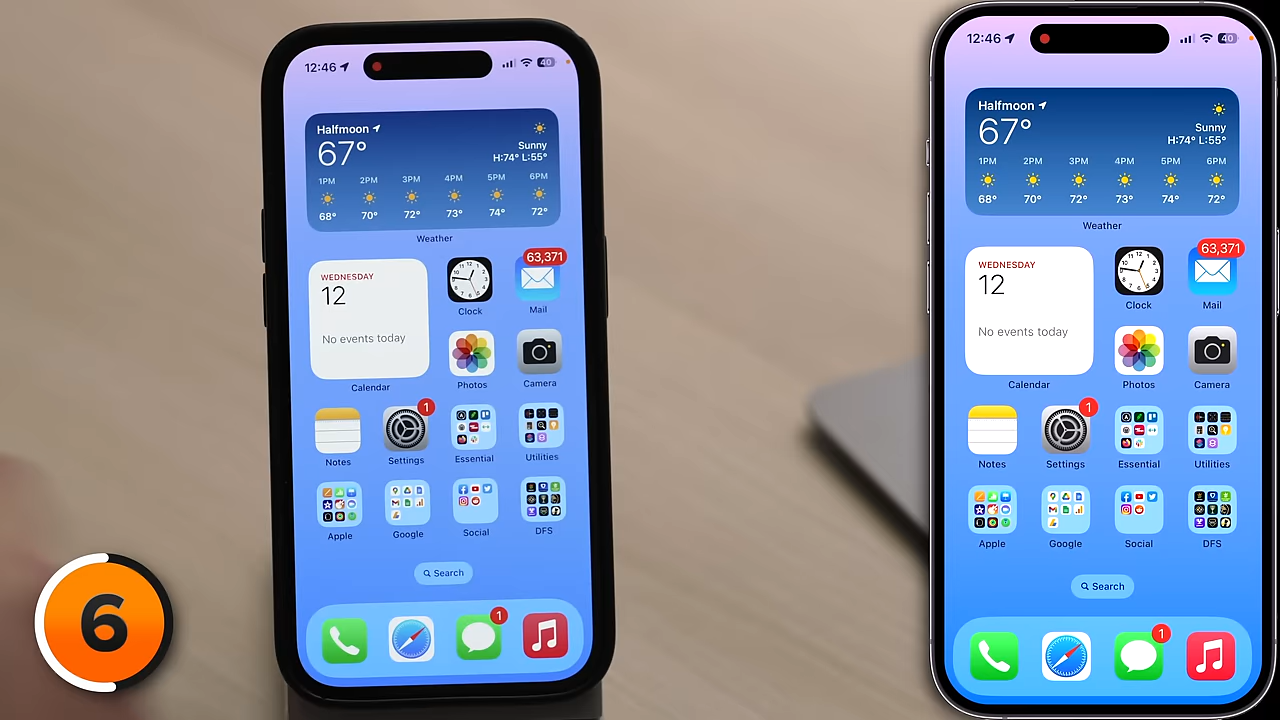 12:46
40
Halfmoon
67°
Sunny
H:74° L:55°
1PM 2PM 3PM 4PM 5PM 6PM
68° 70° 72° 73° 74° 72°
Weather
WEDNESDAY
12
No events today
Calendar
Clock
63,371
Mail
Photos
Camera
Notes
1
Settings
Essential
Utilities
Apple
Google
Social
DFS
Search
1
12:46
40
Halfmoon
67°
Sunny
H:74° L:55°
1PM 2PM 3PM 4PM 5PM 6PM
68° 70° 72° 73° 74° 72°
Weather
WEDNESDAY
12
No events today
Calendar
Clock
63,371
Mail
Photos
Camera
Notes
1
Settings
Essential
Utilities
Apple
Google
Social
DFS
Search
1
6